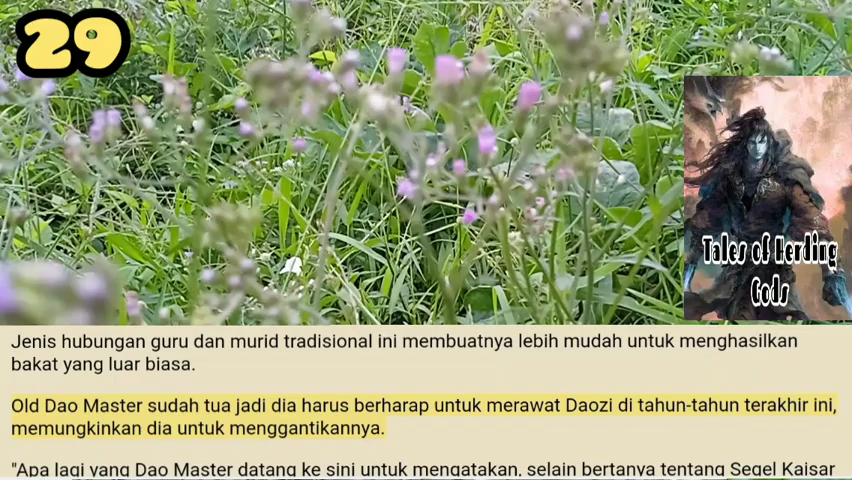 29
Tales of Herding
Gods
Jenis hubungan guru dan murid tradisional ini membuatnya lebih mudah untuk menghasilkan
bakat yang luar biasa.
Old Dao Master sudah tua jadi dia harus berharap untuk merawat Daozi di tahun-tahun terakhir ini,
memungkinkan dia untuk menggantikannya.
"Apa lagi yang Dao Master datang ke sini untuk mengatakan, selain bertanya tentang Segel Kaisar